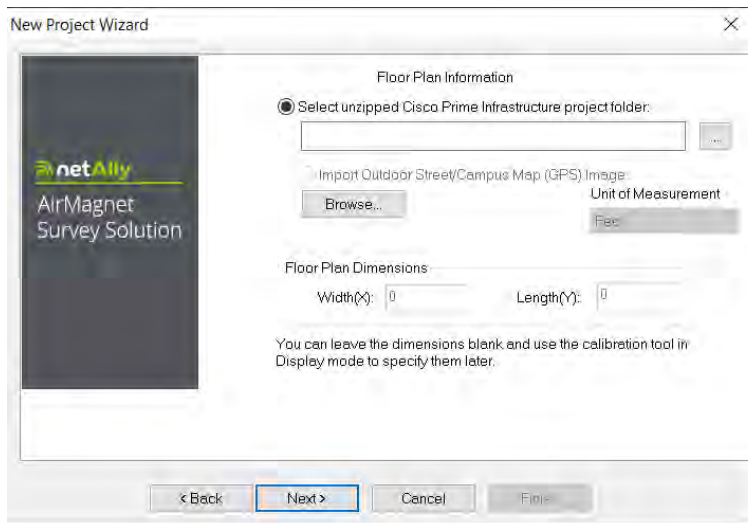 New Project Wizard
netAlly
AirMagnet
Survey Solution
Floor Plan Information
Select unzipped Cisco Prime Infrastructure project folder:
...
Import Outdoor Street/Campus Map (GPS) Image:
Browse...
Unit of Measurement
Feet
Floor Plan Dimensions
Width(X):
0
Length(Y):
0
You can leave the dimensions blank and use the calibration tool in
Display mode to specify them later.
< Back
Next >
Cancel
Finish